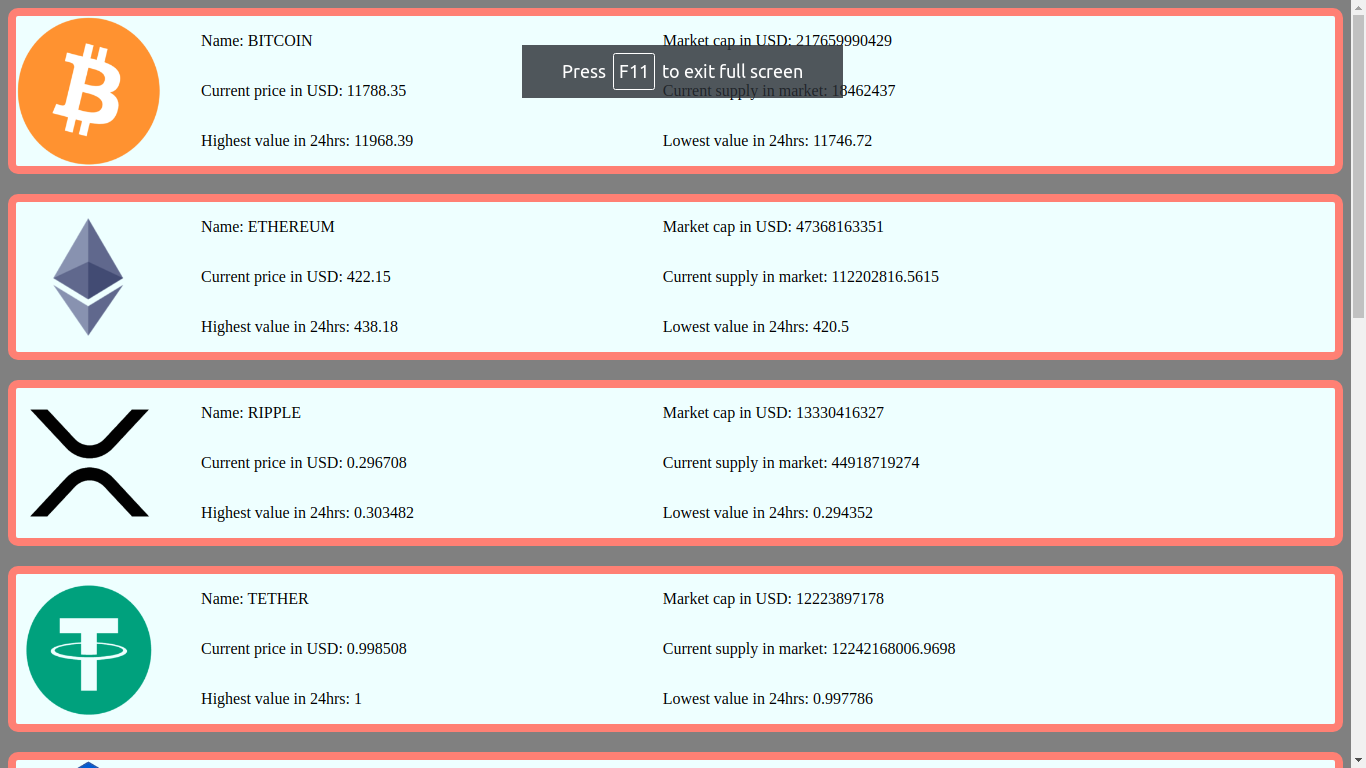 Name: BITCOIN
Market cap in USD: 217659990429
Press F11 to exit full screen
Current price in USD: 11788.35
Current supply in market: 18462437
Highest value in 24hrs: 11968.39
Lowest value in 24hrs: 11746.72
Name: ETHEREUM
Market cap in USD: 47368163351
Current price in USD: 422.15
Current supply in market: 112202816.5615
Highest value in 24hrs: 438.18
Lowest value in 24hrs: 420.5
Name: RIPPLE
Market cap in USD: 13330416327
Current price in USD: 0.296708
Current supply in market: 44918719274
Highest value in 24hrs: 0.303482
Lowest value in 24hrs: 0.294352
Name: TETHER
Market cap in USD: 12223897178
Current price in USD: 0.998508
Current supply in market: 12242168006.9698
Highest value in 24hrs: 1
Lowest value in 24hrs: 0.997786